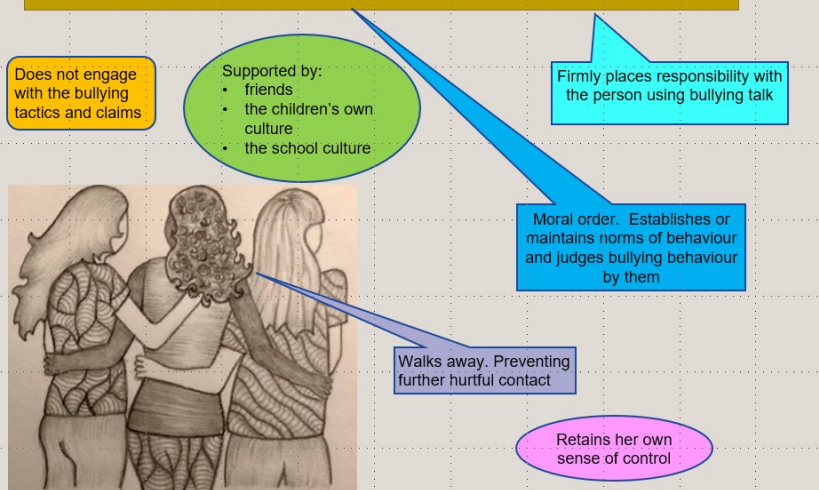 Does not engage
with the bullying
tactics and claims
Supported by:
• friends
• the children's own
culture
• the school culture
Firmly places responsibility with
the person using bullying talk
Moral order. Establishes or
maintains norms of behaviour
and judges bullying behaviour
by them
Walks away. Preventing
further hurtful contact
Retains her own
sense of control